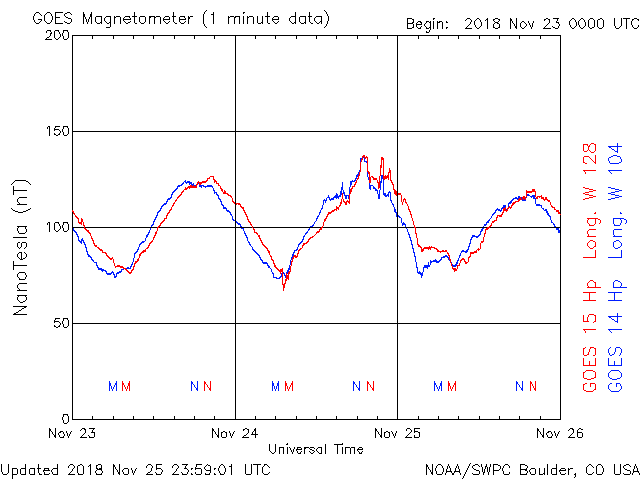 GOES Magnetometer (1 minute data)
Begin: 2018 Nov 23 0000 UTC
200
150
100
50
0
NanoTesla (nT)
M M N N M M N N M M N N
Nov 23 Nov 24 Nov 25 Nov 26
Universal Time
GOES 15 Hp Long. W 128
GOES 14 Hp Long. W 104
Updated 2018 Nov 25 23:59:01 UTC
NOAA/SWPC Boulder, CO USA